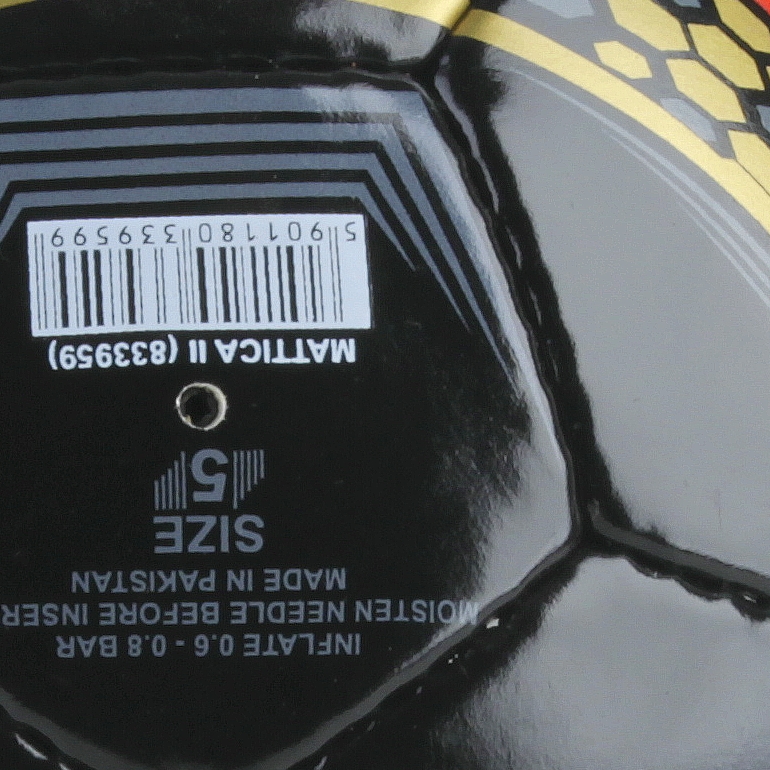 INFLATE 0.6 - 0.8 BAR
MOISTEN NEEDLE BEFORE INSER
MADE IN PAKISTAN
SIZE
5
MATTICA II (833959)
5 901180 339599